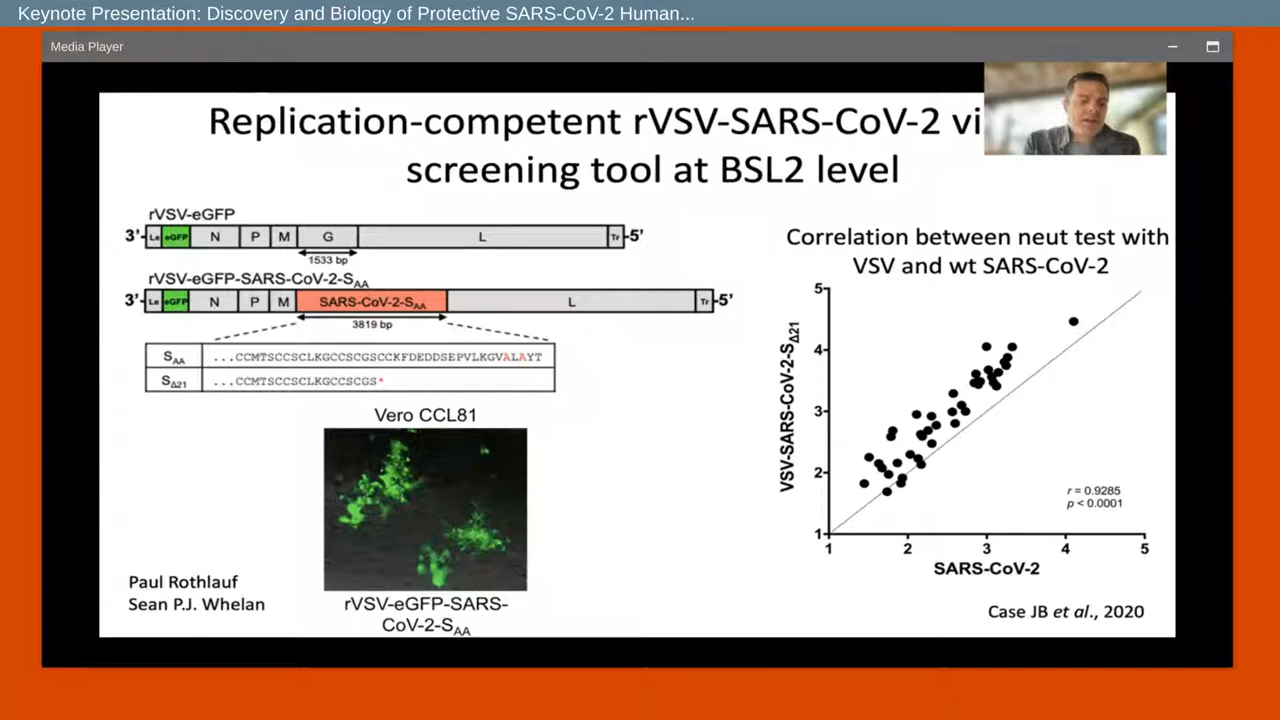 Keynote Presentation: Discovery and Biology of Protective SARS-CoV-2 Human...
Media Player
Replication-competent rVSV-SARS-CoV-2 vi
screening tool at BSL2 level
rVSV-eGFP
3'- Le eGFP N P M G L Tr -5'
1533 bp
rVSV-eGFP-SARS-CoV-2-SAA
3'- Le eGFP N P M SARS-CoV-2-SAA L Tr -5'
3819 bp
SAA ...CCMTSCCSCLKGCCSCGSCCKFDEDDSEPVLKGVALAYT
SΔ21 ...CCMTSCCSCLKGCCSCGS*
Vero CCL81
rVSV-eGFP-SARS-
CoV-2-SAA
Paul Rothlauf
Sean P.J. Whelan
Correlation between neut test with
VSV and wt SARS-CoV-2
VSV-SARS-CoV-2-SΔ21
5
4
3
2
1
r = 0.9285
p < 0.0001
1 2 3 4 5
SARS-CoV-2
Case JB et al., 2020